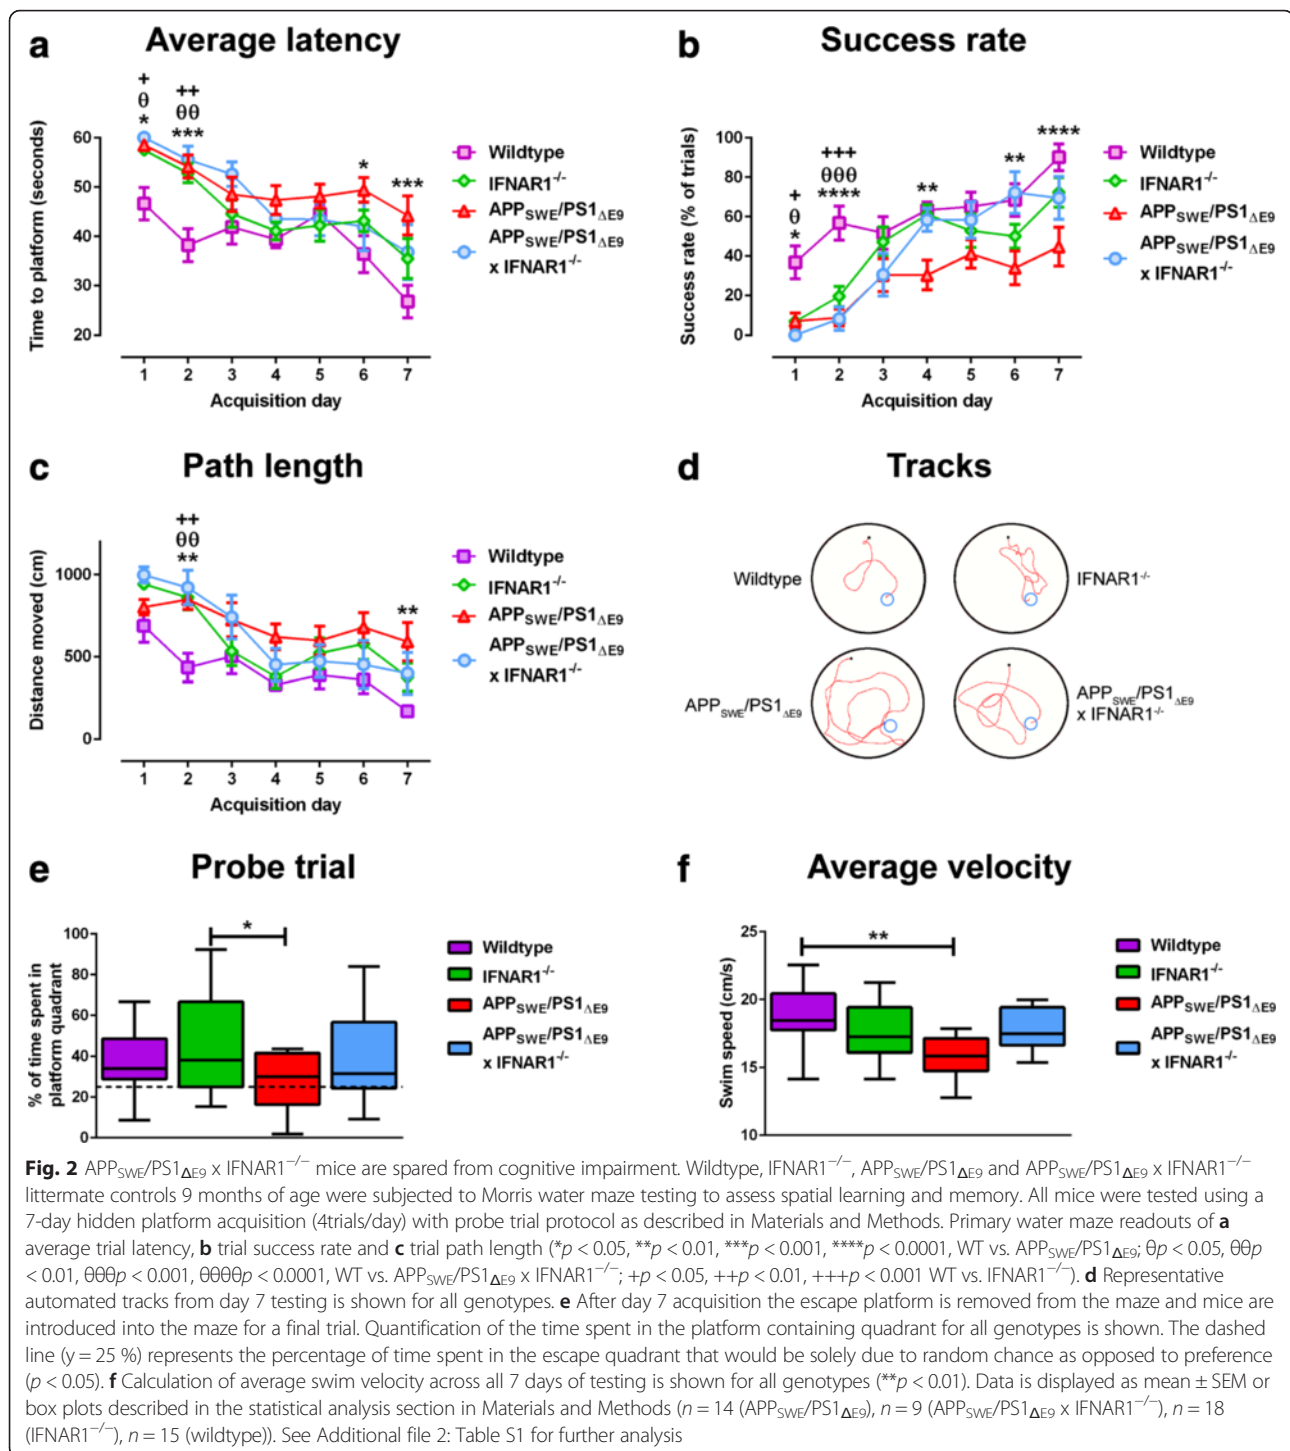 a Average latency
+
θ
*
++
θθ
***
*
***
Time to platform (seconds)
60
50
40
30
20
1 2 3 4 5 6 7
Acquisition day
Wildtype
IFNAR1-/-
APPSWE/PS1ΔE9
APPSWE/PS1ΔE9
x IFNAR1-/-
b Success rate
+
θ
*
+++
θθθ
****
**
**
****
Success rate (% of trials)
100
80
60
40
20
0
1 2 3 4 5 6 7
Acquisition day
Wildtype
IFNAR1-/-
APPSWE/PS1ΔE9
APPSWE/PS1ΔE9
x IFNAR1-/-
c Path length
++
θθ
**
**
Distance moved (cm)
1000
500
0
1 2 3 4 5 6 7
Acquisition day
Wildtype
IFNAR1-/-
APPSWE/PS1ΔE9
APPSWE/PS1ΔE9
x IFNAR1-/-
d Tracks
Wildtype
IFNAR1-/-
APPSWE/PS1ΔE9
APPSWE/PS1ΔE9
x IFNAR1-/-
e Probe trial
*
% of time spent in
platform quadrant
100
80
60
40
20
0
Wildtype
IFNAR1-/-
APPSWE/PS1ΔE9
APPSWE/PS1ΔE9
x IFNAR1-/-
f Average velocity
**
Swim speed (cm/s)
25
20
15
10
Wildtype
IFNAR1-/-
APPSWE/PS1ΔE9
APPSWE/PS1ΔE9
x IFNAR1-/-
Fig. 2 APPSWE/PS1ΔE9 x IFNAR1−/− mice are spared from cognitive impairment. Wildtype, IFNAR1−/−, APPSWE/PS1ΔE9 and APPSWE/PS1ΔE9 x IFNAR1−/−
littermate controls 9 months of age were subjected to Morris water maze testing to assess spatial learning and memory. All mice were tested using a
7-day hidden platform acquisition (4trials/day) with probe trial protocol as described in Materials and Methods. Primary water maze readouts of a
average trial latency, b trial success rate and c trial path length (*p < 0.05, **p < 0.01, ***p < 0.001, ****p < 0.0001, WT vs. APPSWE/PS1ΔE9; θp < 0.05, θθp
< 0.01, θθθp < 0.001, θθθθp < 0.0001, WT vs. APPSWE/PS1ΔE9 x IFNAR1−/−; +p < 0.05, ++p < 0.01, +++p < 0.001 WT vs. IFNAR1−/−). d Representative
automated tracks from day 7 testing is shown for all genotypes. e After day 7 acquisition the escape platform is removed from the maze and mice are
introduced into the maze for a final trial. Quantification of the time spent in the platform containing quadrant for all genotypes is shown. The dashed
line (y = 25 %) represents the percentage of time spent in the escape quadrant that would be solely due to random chance as opposed to preference
(p < 0.05). f Calculation of average swim velocity across all 7 days of testing is shown for all genotypes (**p < 0.01). Data is displayed as mean ± SEM or
box plots described in the statistical analysis section in Materials and Methods (n = 14 (APPSWE/PS1ΔE9), n = 9 (APPSWE/PS1ΔE9 x IFNAR1−/−), n = 18
(IFNAR1−/−), n = 15 (wildtype)). See Additional file 2: Table S1 for further analysis